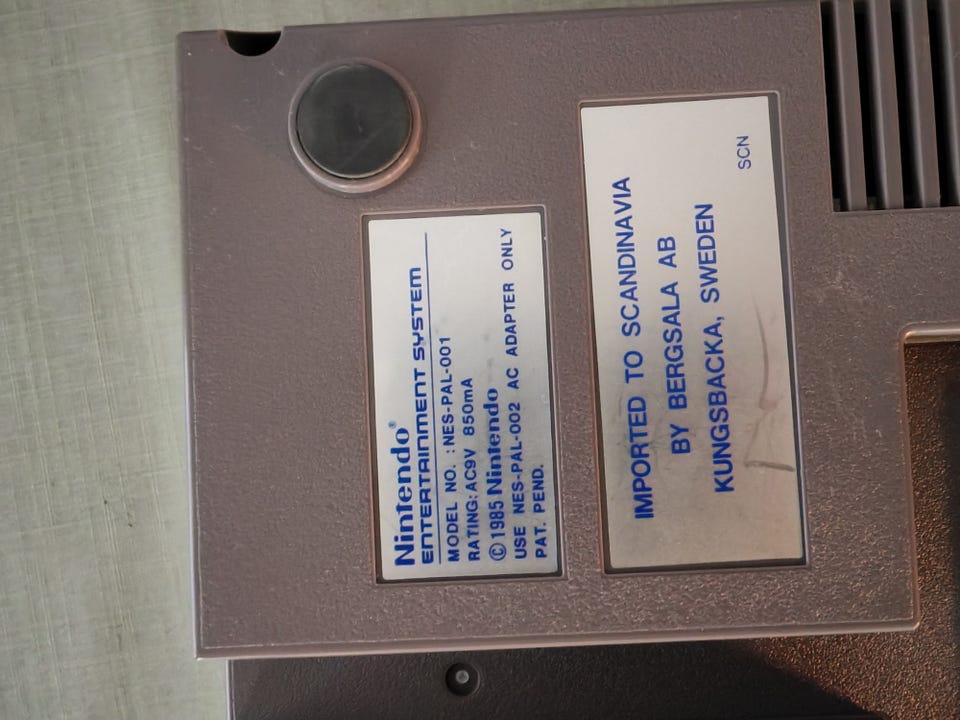 Nintendo®
ENTERTAINMENT SYSTEM
MODEL NO. :NES-PAL-001
RATING: AC9V 850mA
© 1985 Nintendo
USE NES-PAL-002 AC ADAPTER ONLY
PAT. PEND.
IMPORTED TO SCANDINAVIA
BY BERGSALA AB
KUNGSBACKA, SWEDEN
SCN